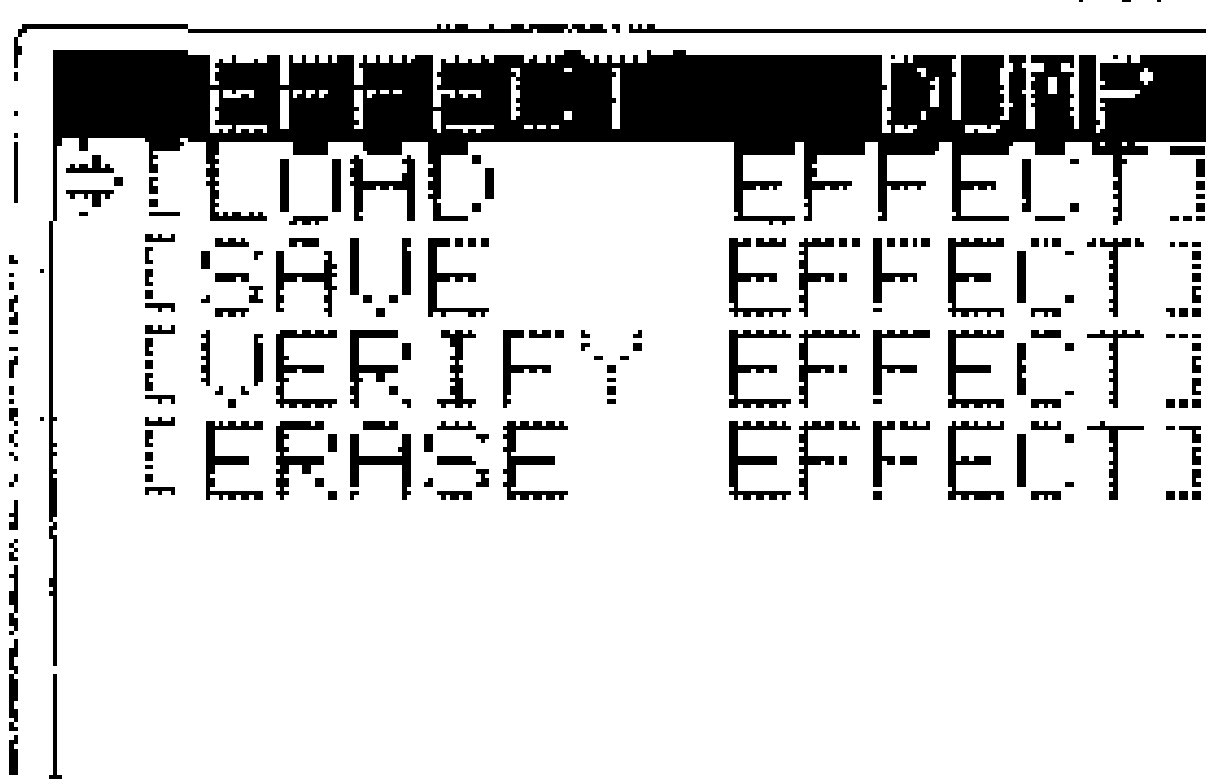 EFFECT DUMP
⇨[LOAD EFFECT]
[SAVE EFFECT]
[VERIFY EFFECT]
[ERASE EFFECT]